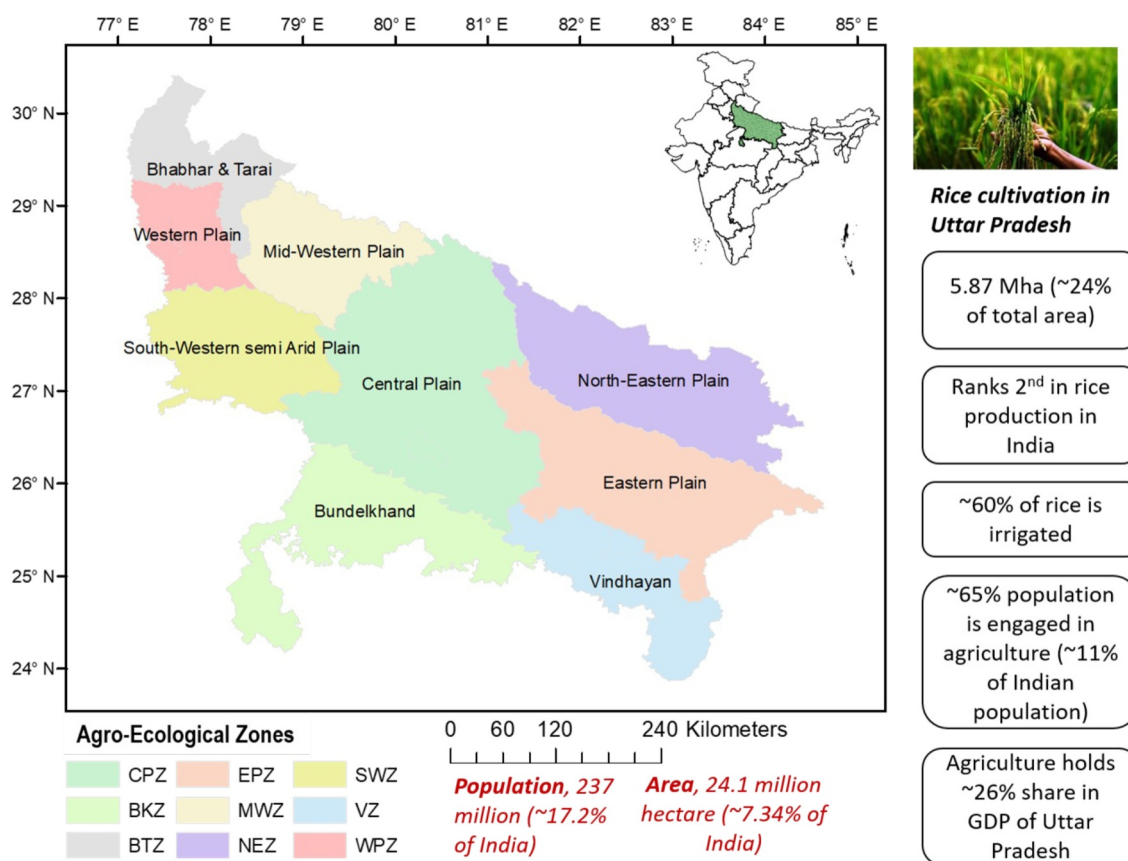 77° E 78° E 79° E 80° E 81° E 82° E 83° E 84° E 85° E
30° N
29° N
28° N
27° N
26° N
25° N
24° N
Bhabhar & Tarai
Western Plain
Mid-Western Plain
South-Western semi Arid Plain
Central Plain
North-Eastern Plain
Eastern Plain
Bundelkhand
Vindhayan
Agro-Ecological Zones
CPZ EPZ SWZ
BKZ MWZ VZ
BTZ NEZ WPZ
0 60 120 240 Kilometers
Population, 237
million (~17.2%
of India)
Area, 24.1 million
hectare (~7.34% of
India)
Rice cultivation in
Uttar Pradesh
5.87 Mha (~24%
of total area)
Ranks 2nd in rice
production in
India
~60% of rice is
irrigated
~65% population
is engaged in
agriculture (~11%
of Indian
population)
Agriculture holds
~26% share in
GDP of Uttar
Pradesh